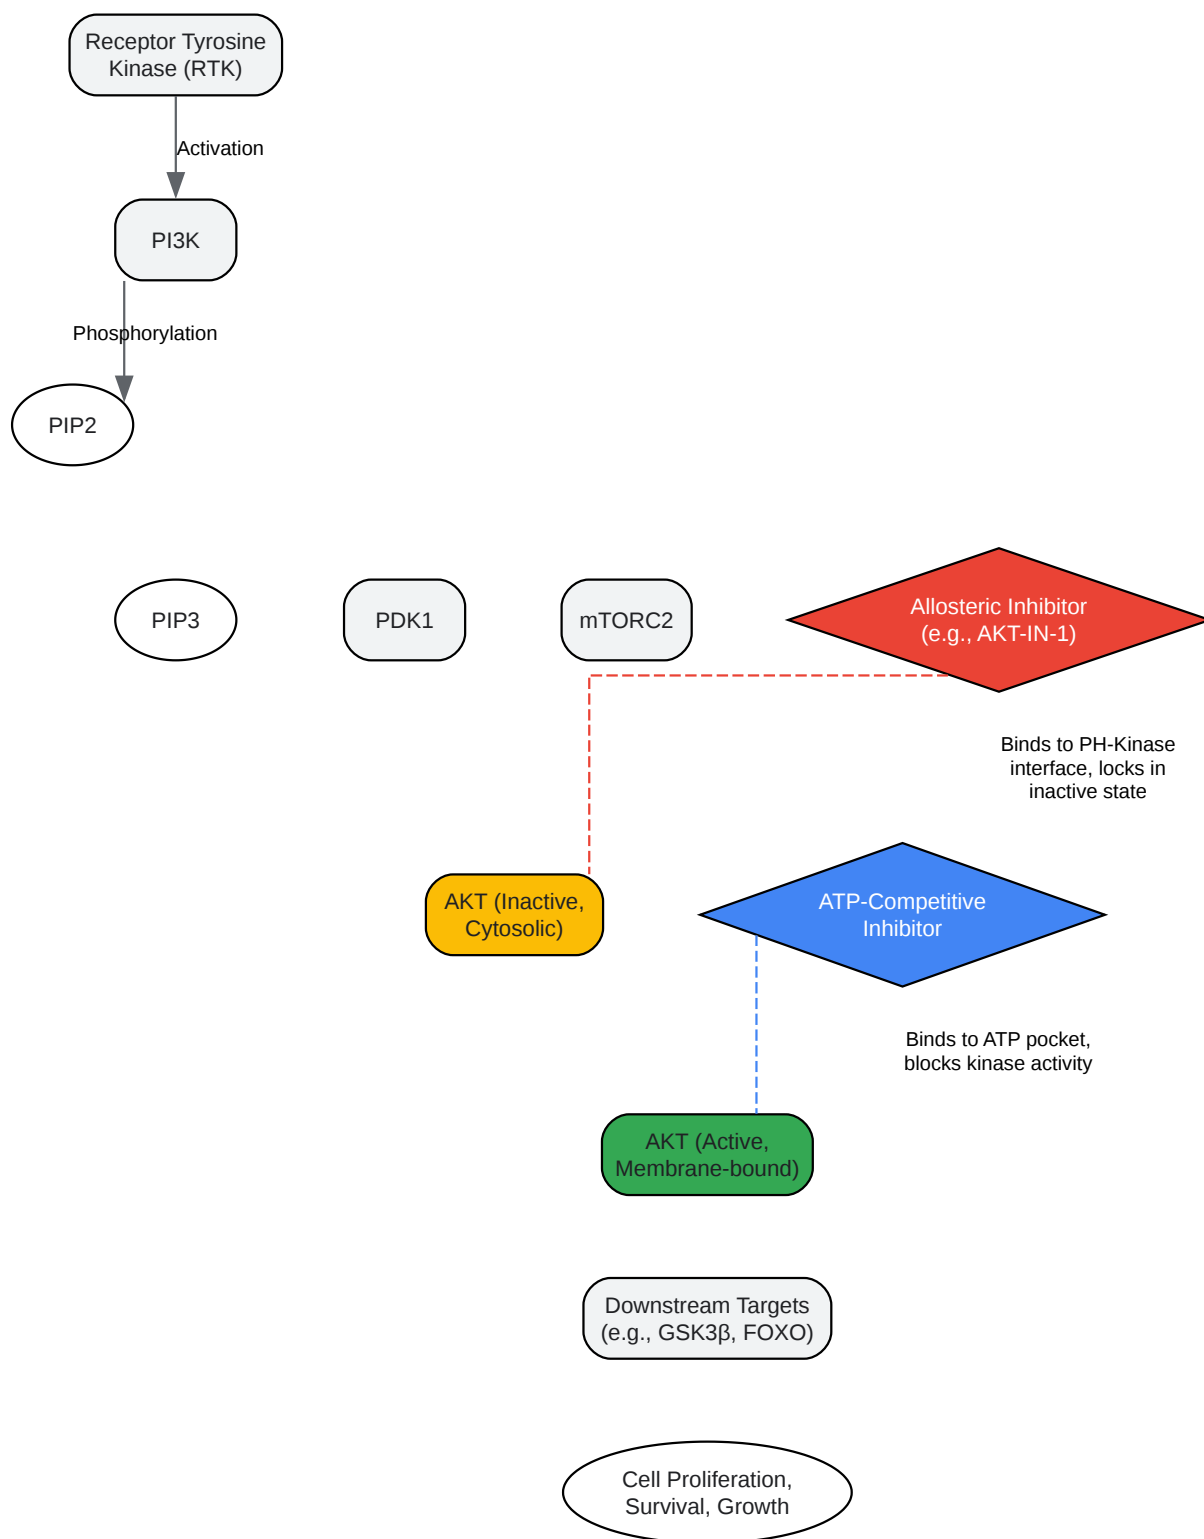 Receptor Tyrosine
Kinase (RTK)
Activation
PI3K
Phosphorylation
PIP2
PIP3
PDK1
mTORC2
Allosteric Inhibitor
(e.g., AKT-IN-1)
Binds to PH-Kinase
interface, locks in
inactive state
AKT (Inactive,
Cytosolic)
ATP-Competitive
Inhibitor
Binds to ATP pocket,
blocks kinase activity
AKT (Active,
Membrane-bound)
Downstream Targets
(e.g., GSK3β, FOXO)
Cell Proliferation,
Survival, Growth